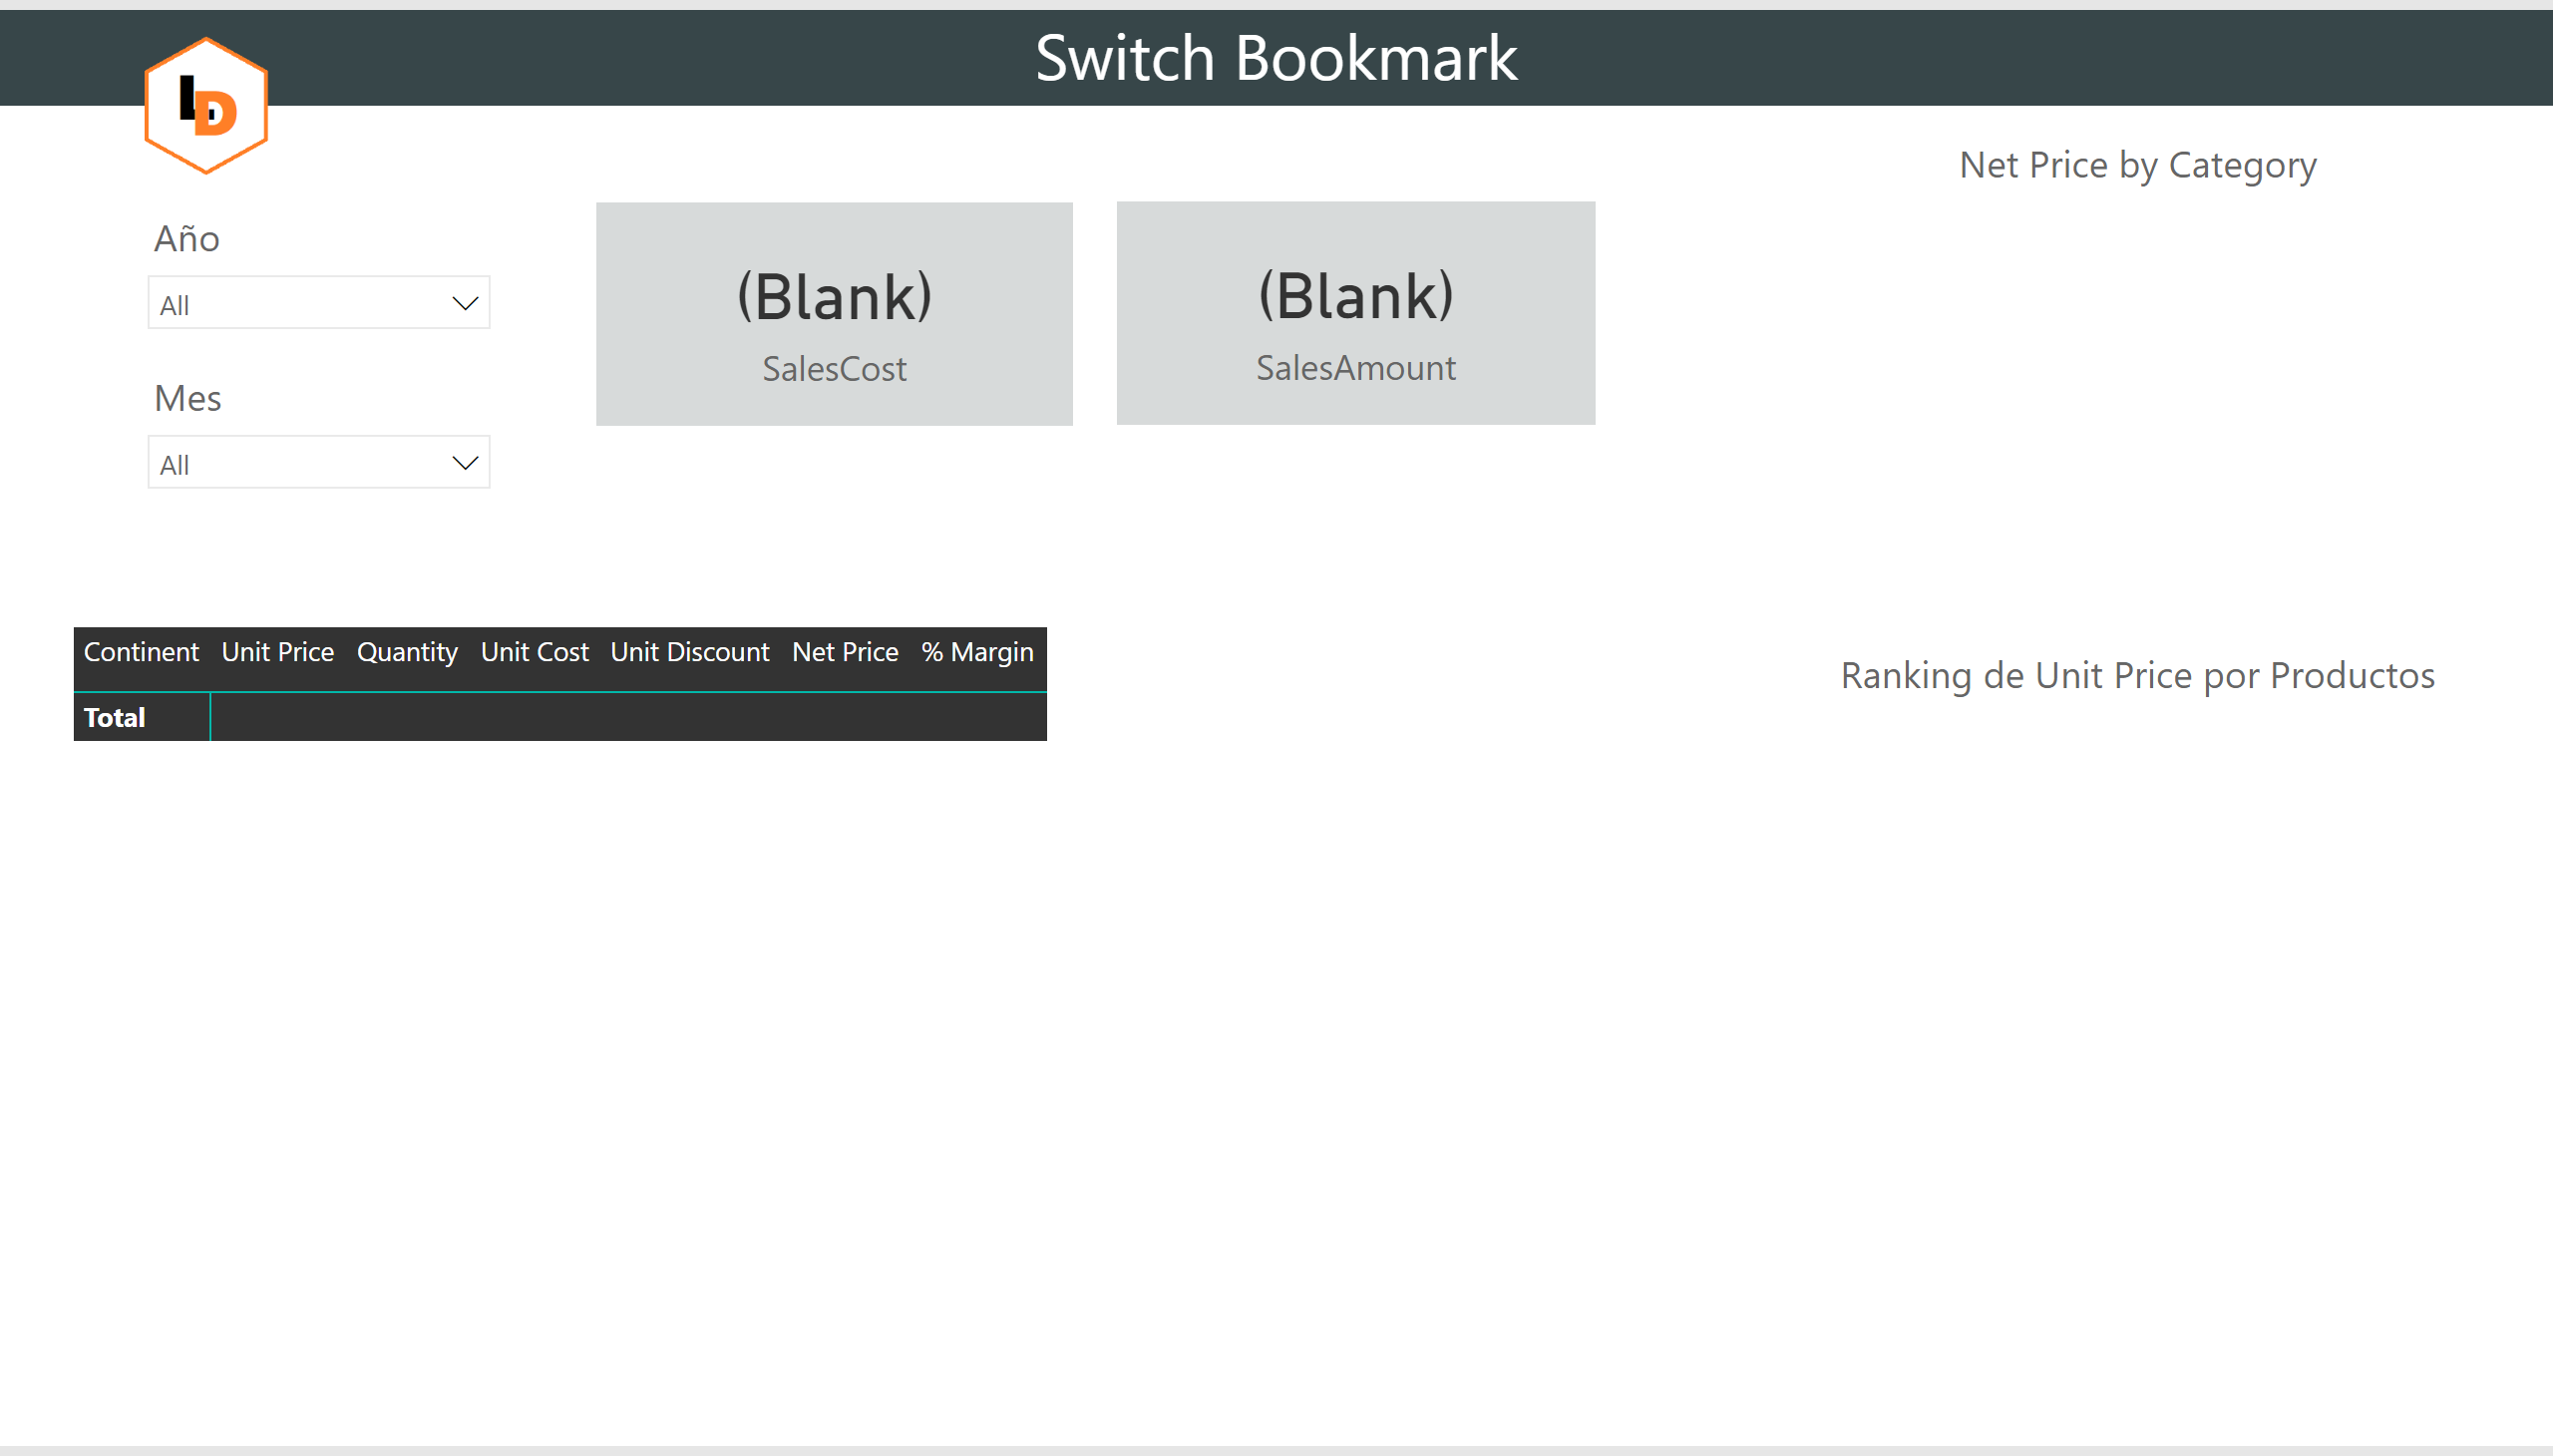 Switch Bookmark
LD
Net Price by Category
Año
All
Mes
All
(Blank)
SalesCost
(Blank)
SalesAmount
Continent Unit Price Quantity Unit Cost Unit Discount Net Price % Margin
Total
Ranking de Unit Price por Productos